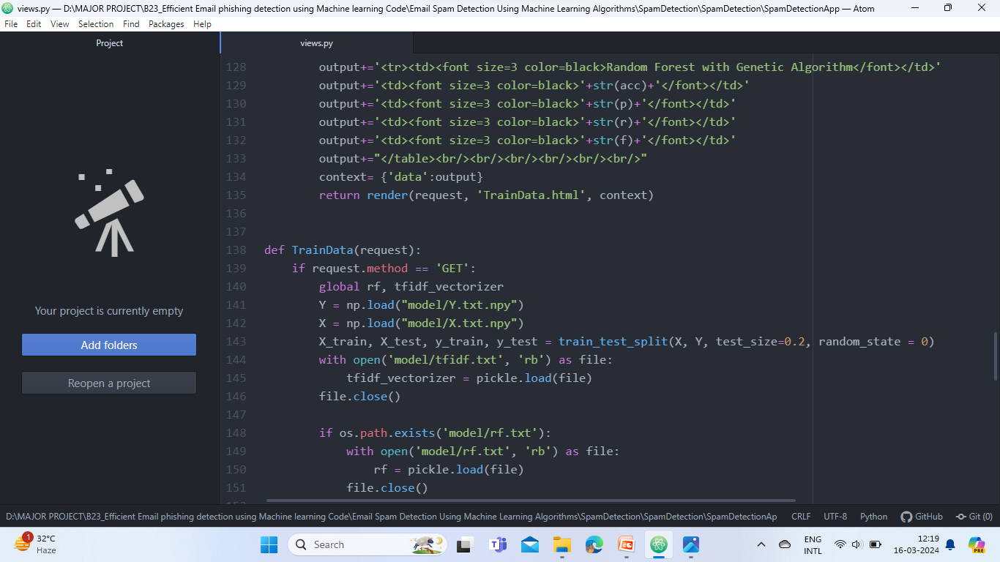 views.py — D:\MAJOR PROJECT\B23_Efficient Email phishing detection using Machine learning Code\Email Spam Detection Using Machine Learning Algorithms\SpamDetection\SpamDetection\SpamDetectionApp — Atom
File Edit View Selection Find Packages Help
Project
views.py
128 output+='<tr><td><font size=3 color=black>Random Forest with Genetic Algorithm</font></td>'
129 output+='<td><font size=3 color=black>'+str(acc)+'</font></td>'
130 output+='<td><font size=3 color=black>'+str(p)+'</font></td>'
131 output+='<td><font size=3 color=black>'+str(r)+'</font></td>'
132 output+='<td><font size=3 color=black>'+str(f)+'</font></td>'
133 output+="</table><br/><br/><br/><br/><br/><br/>"
134 context= {'data':output}
135 return render(request, 'TrainData.html', context)
136
137
138 def TrainData(request):
139 if request.method == 'GET':
140 global rf, tfidf_vectorizer
141 Y = np.load("model/Y.txt.npy")
142 X = np.load("model/X.txt.npy")
143 X_train, X_test, y_train, y_test = train_test_split(X, Y, test_size=0.2, random_state = 0)
144 with open('model/tfidf.txt', 'rb') as file:
145 tfidf_vectorizer = pickle.load(file)
146 file.close()
147
148 if os.path.exists('model/rf.txt'):
149 with open('model/rf.txt', 'rb') as file:
150 rf = pickle.load(file)
151 file.close()
Your project is currently empty
Add folders
Reopen a project
D:\MAJOR PROJECT\B23_Efficient Email phishing detection using Machine learning Code\Email Spam Detection Using Machine Learning Algorithms\SpamDetection\SpamDetection\SpamDetectionAp CRLF UTF-8 Python GitHub Git (0)
1
32°C
Haze
Search
ENG
INTL
12:19
16-03-2024
PRE